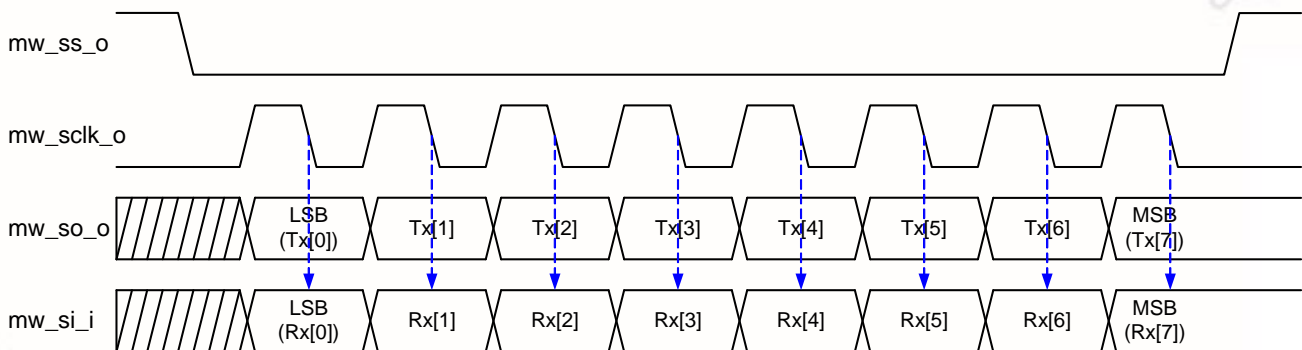 mw_ss_o
mw_sclk_o
mw_so_o
LSB
(Tx[0])
Tx[1]
Tx[2]
Tx[3]
Tx[4]
Tx[5]
Tx[6]
MSB
(Tx[7])
mw_si_i
LSB
(Rx[0])
Rx[1]
Rx[2]
Rx[3]
Rx[4]
Rx[5]
Rx[6]
MSB
(Rx[7])